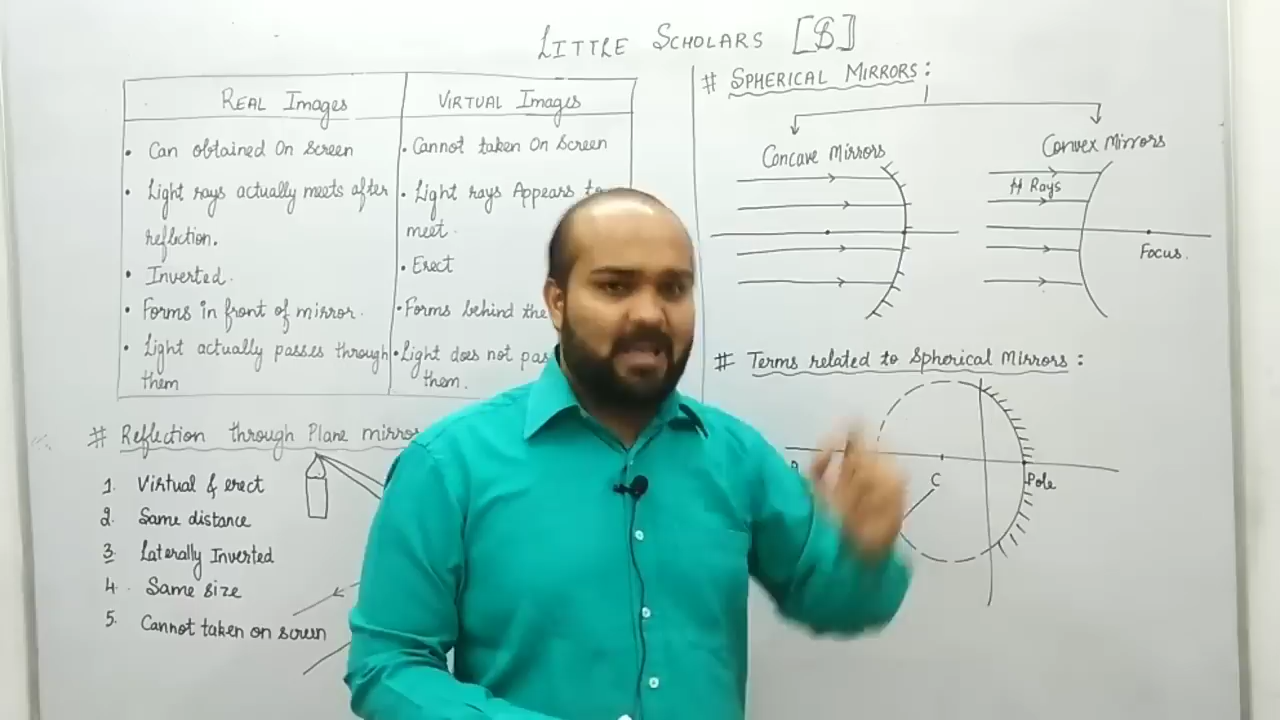 LITTLE SCHOLARS [$]
REAL Images
VIRTUAL Images
• Can obtained On Screen
• Light rays actually meets after
reflection.
• Inverted.
• Forms in front of mirror.
• Light actually passes through
them
• Cannot taken On Screen
• Light rays Appears to
meet.
• Erect
• Forms behind the
• Light does not pas
them.
# Reflection through Plane mirro
1. Virtual & erect
2. Same distance
3. Laterally Inverted
4. Same size
5. Cannot taken on screen
# SPHERICAL MIRRORS:
Concave Mirrors
Convex Mirrors
Rays
Focus.
# Terms related to Spherical Mirrors:
C
Pole